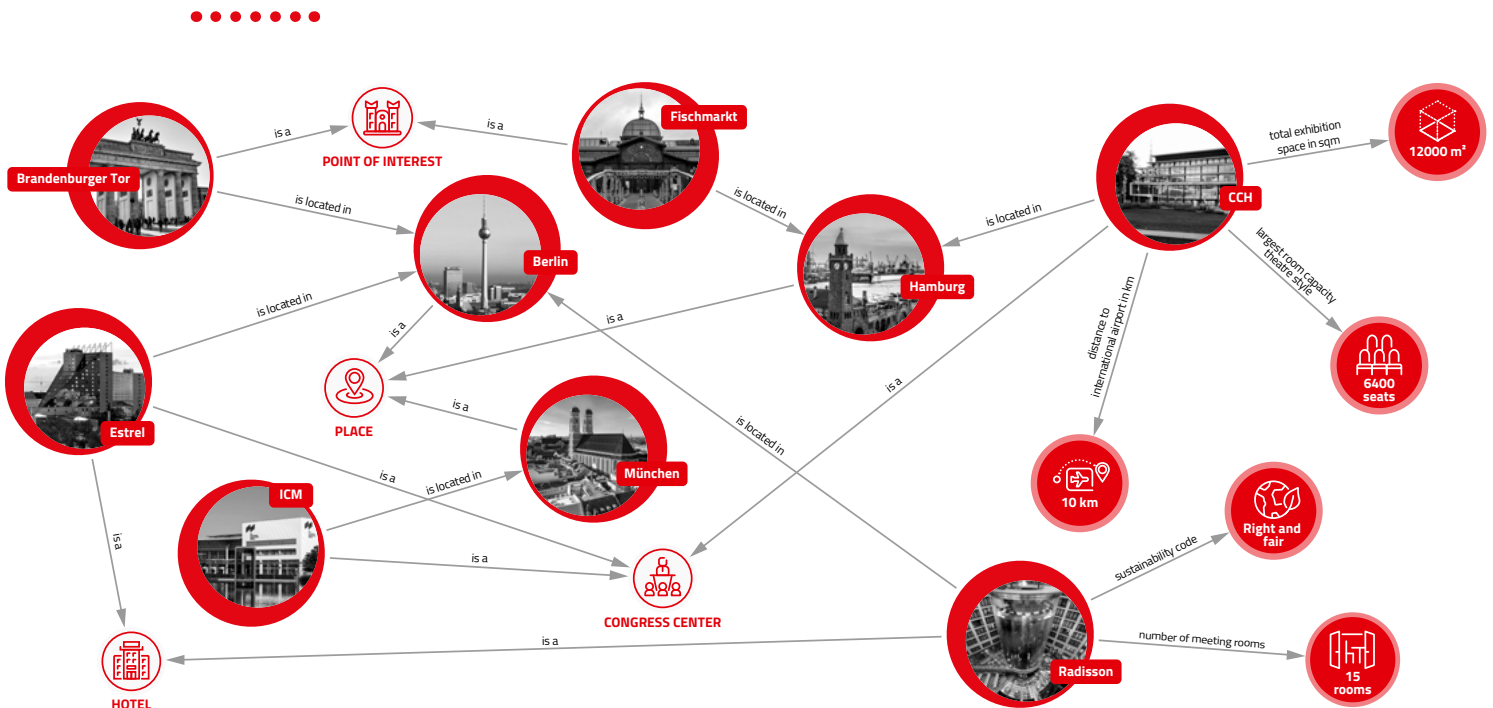 is a
is a
POINT OF INTEREST
Fischmarkt
Brandenburger Tor
total exhibition
space in sqm
12000 m²
CCH
is located in
is located in
is located in
Berlin
Hamburg
largest room capacity
theatre style
is located in
is a
is a
distance to
international airport in km
6400
seats
is a
PLACE
is a
Estrel
is located in
München
is a
is located in
ICM
10 km
Right and
fair
is a
is a
sustainability code
CONGRESS CENTER
is a
number of meeting rooms
Radisson
15
rooms
HOTEL